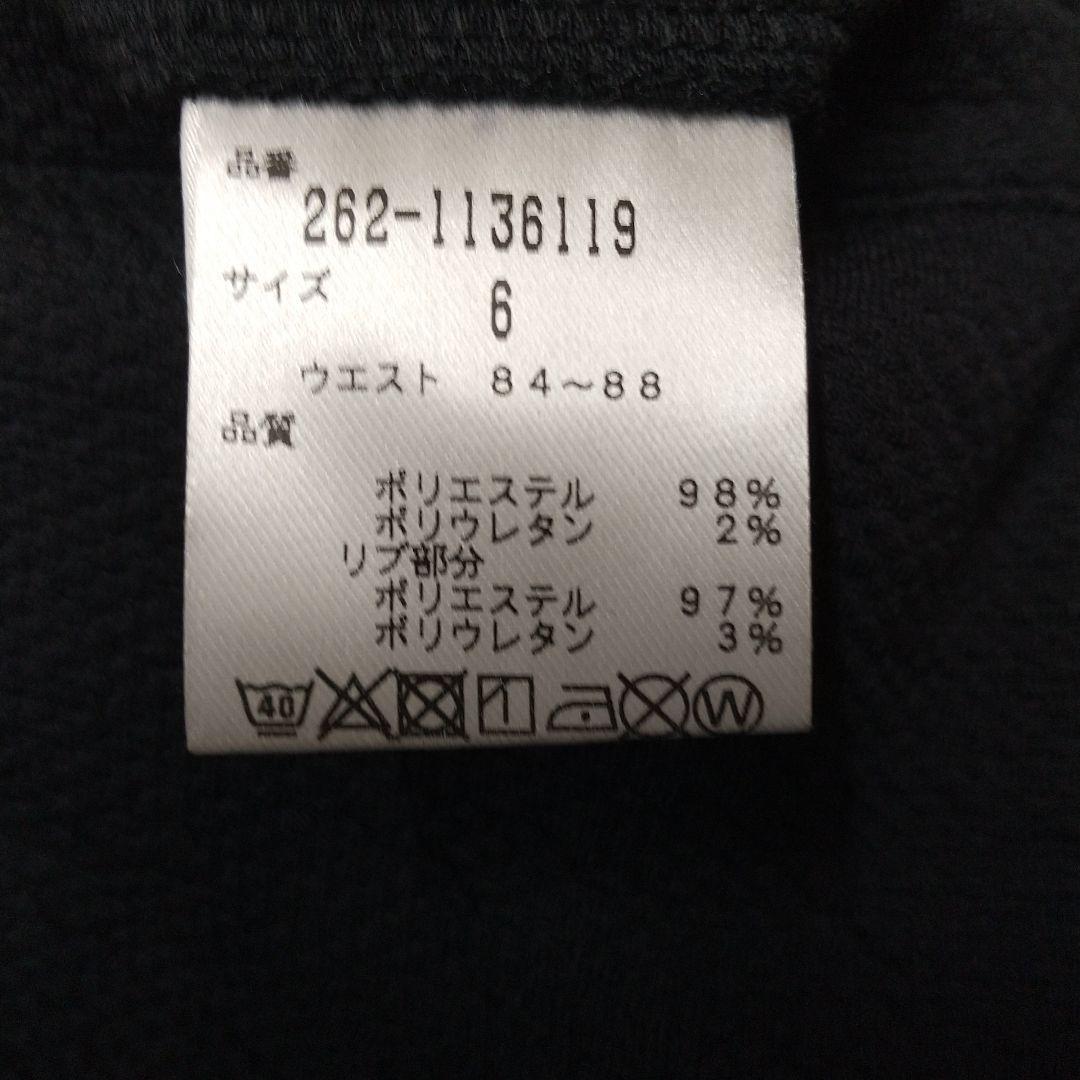 品番
262-1136119
サイズ
6
ウエスト 84~88
品質
ポリエステル 98%
ポリウレタン 2%
リブ部分
ポリエステル 97%
ポリウレタン 3%
40 W